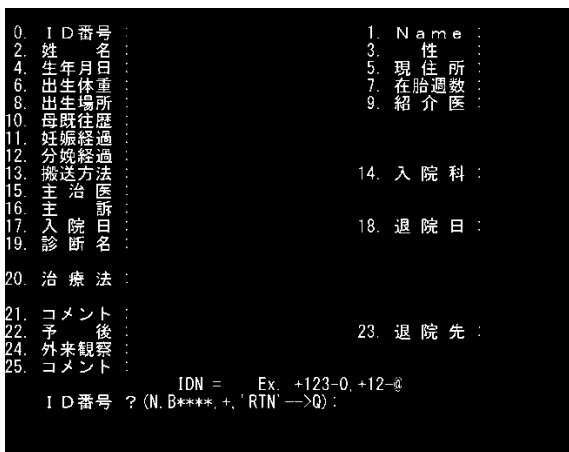 0. ID番号 : 1. Name :
2. 姓 名 : 3. 性 :
4. 生年月日 : 5. 現住所 :
6. 出生体重 : 7. 在胎週数 :
8. 出生場所 : 9. 紹介医 :
10. 母既往歴 :
11. 妊娠経過 :
12. 分娩経過 :
13. 搬送方法 : 14. 入院科 :
15. 主治医 :
16. 主 訴 :
17. 入院日 : 18. 退院日 :
19. 診断名 :
20. 治療法 :
21. コメント :
22. 予 後 : 23. 退院先 :
24. 外来観察 :
25. コメント :
IDN = Ex. +123-0,+12-@
ID番号 ?(N.B****,+,'RTN'-->Q):